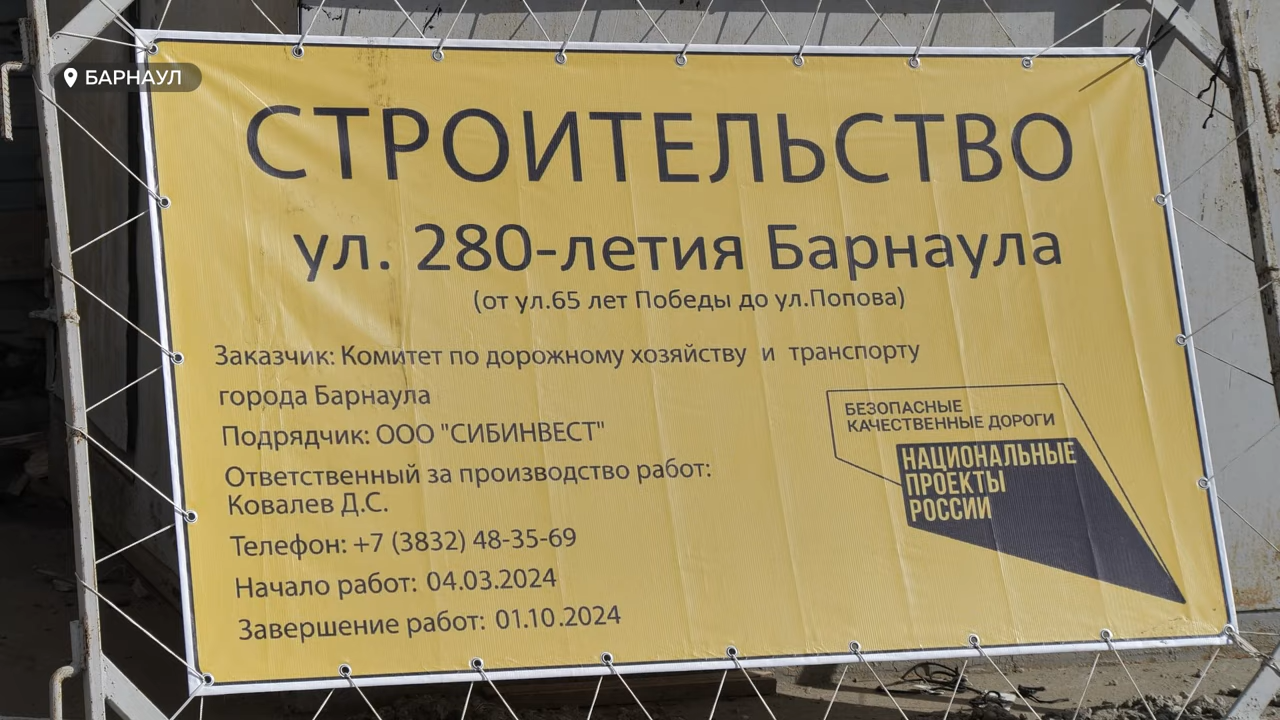 БАРНАУЛ
СТРОИТЕЛЬСТВО
ул. 280-летия Барнаула
(от ул.65 лет Победы до ул.Попова)
Заказчик: Комитет по дорожному хозяйству и транспорту
города Барнаула
Подрядчик: ООО "СИБИНВЕСТ"
Ответственный за производство работ:
Ковалев Д.С.
Телефон: +7 (3832) 48-35-69
Начало работ: 04.03.2024
Завершение работ: 01.10.2024
БЕЗОПАСНЫЕ
КАЧЕСТВЕННЫЕ ДОРОГИ
НАЦИОНАЛЬНЫЕ
ПРОЕКТЫ
РОССИИ